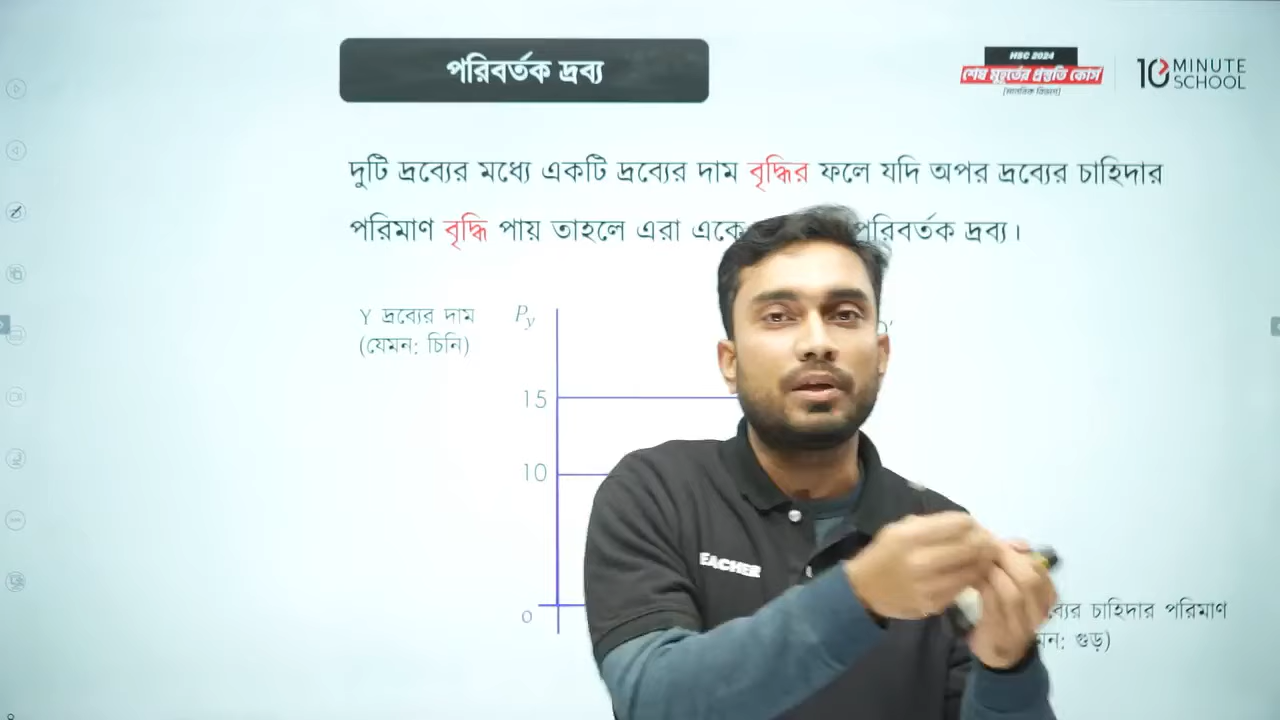 পরিবর্তক দ্রব্য
HSC 2024
শেষ মুহূর্তের প্রস্তুতি কোর্স
[মানবিক বিভাগ]
10 MINUTE SCHOOL
দুটি দ্রব্যের মধ্যে একটি দ্রব্যের দাম বৃদ্ধির ফলে যদি অপর দ্রব্যের চাহিদার
পরিমাণ বৃদ্ধি পায় তাহলে এরা একে পরিবর্তক দ্রব্য।
Y দ্রব্যের দাম
(যেমন: চিনি)
Py
15
10
0
EACHER
ব্যের চাহিদার পরিমাণ
মন: গুড়)